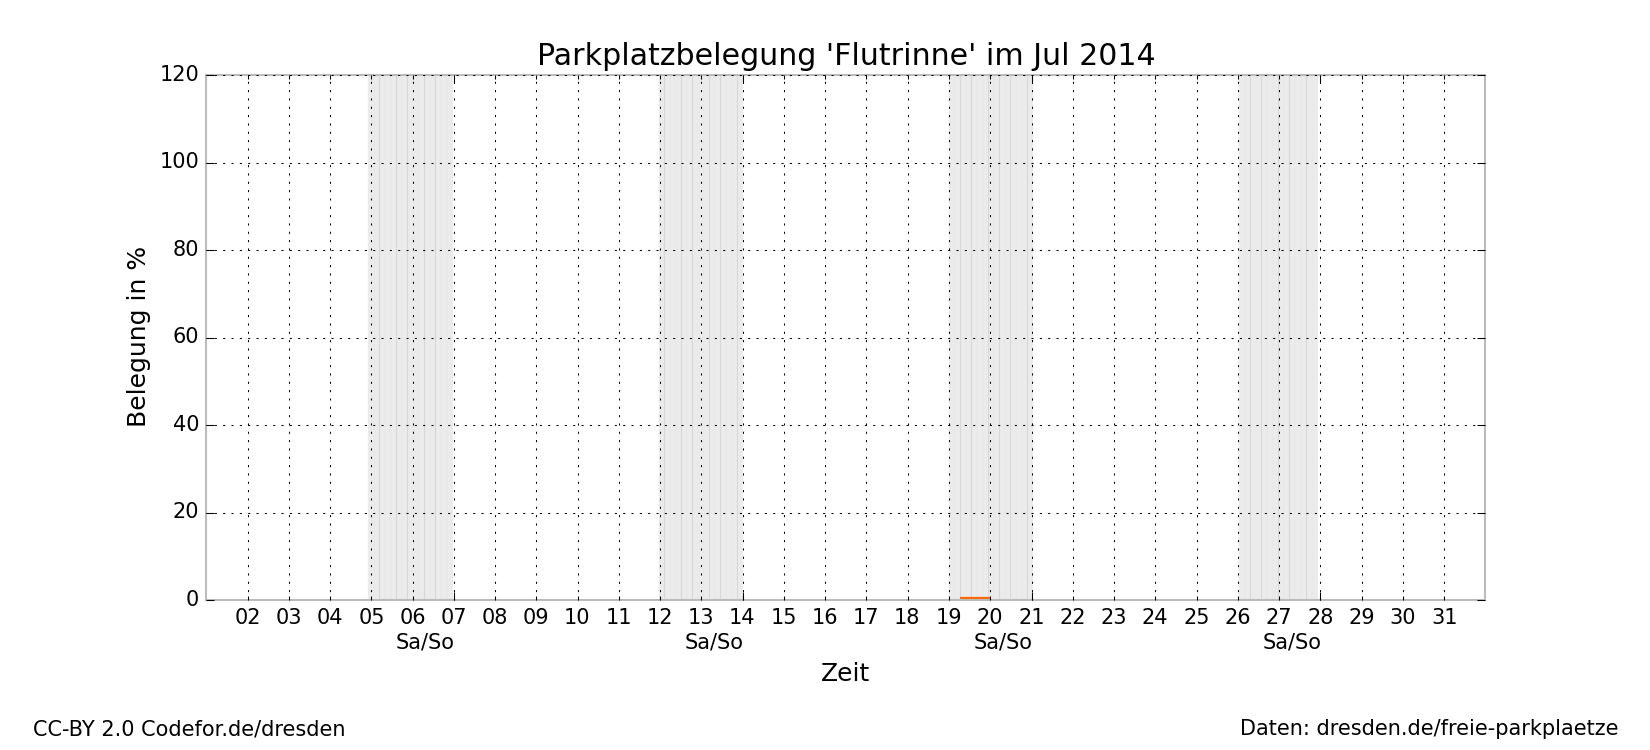 Parkplatzbelegung 'Flutrinne' im Jul 2014
120
100
80
60
40
20
0
Belegung in %
02 03 04 05 06 07 08 09 10 11 12 13 14 15 16 17 18 19 20 21 22 23 24 25 26 27 28 29 30 31
Sa/So Sa/So Sa/So Sa/So
Zeit
CC-BY 2.0 Codefor.de/dresden
Daten: dresden.de/freie-parkplaetze